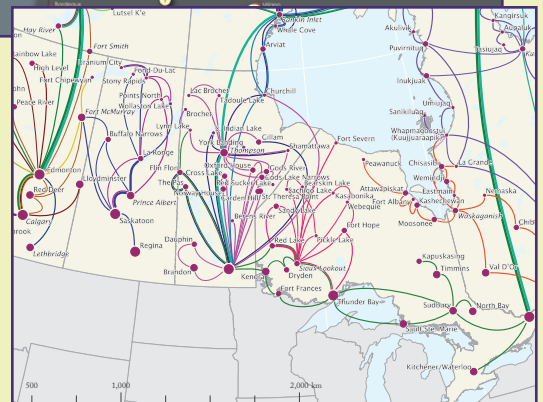 Lutsel K'e
Hay River
Rankin Inlet
Whale Cove
Akulivik
Kangirsuk
Aupaluk
Tasiujaq
Fort Smith
Arviat
Puvirnituq
Rainbow Lake
Uranium City
High Level
Fond-Du-Lac
Fort Chipewyan
Stony Rapids
Inukjuak
Points North
Lac Brochet
Tadoule Lake
Churchill
Peace River
Wollaston Lake
Umiujaq
Fort McMurray
Brochet
Sanikiluaq
Buffalo Narrows
Lynn Lake
Indian Lake
Whapmagoostui
(Kuujjuaraapik)
York Landing
Gillam
Fort Severn
Thompson
Shamattawa
La Ronge
Peawanuck
Chisasibi
La Grande
Edmonton
Flin Flon
Cross Lake
Oxford House
Gods River
Gods Lake Narrows
Wemindji
Lloydminster
The Pas
Red Sucker Lake
Bearskin Lake
Attawapiskat
Eastmain
Red Deer
Norway House
Sachigo Lake
Kasabonika
Nemaska
Prince Albert
Garden Hill
St. Theresa Point
Fort Albany
Kashechewan
Webequie
Calgary
Saskatoon
Berens River
Sandy Lake
Moosonee
Waskaganish
Fort Hope
Dauphin
Red Lake
Pickle Lake
Lethbridge
Regina
Kapuskasing
Brandon
Sioux Lookout
Timmins
Val D'Or
Kenora
Dryden
Fort Frances
Thunder Bay
Sudbury
North Bay
Sault Ste. Marie
Kitchener/Waterloo
500
1,000
2,000 km